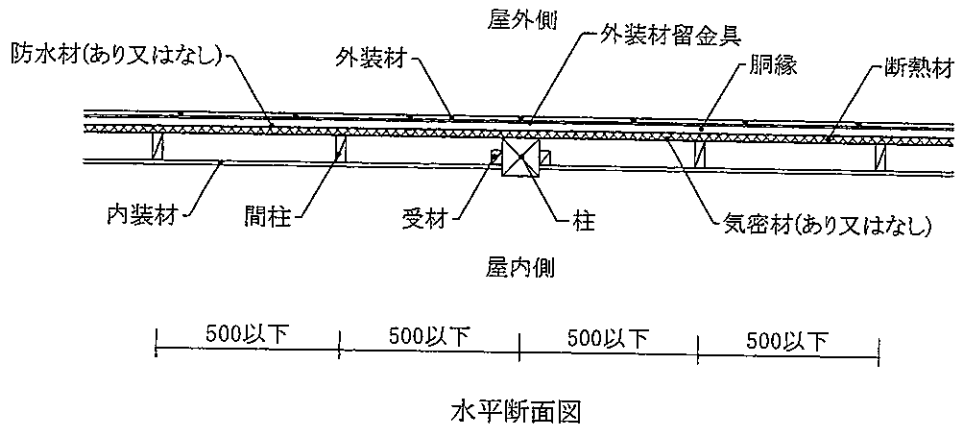 屋外側
防水材(あり又はなし)
外装材
外装材留金具
胴縁
断熱材
内装材
間柱
受材
柱
気密材(あり又はなし)
屋内側
500以下
500以下
500以下
500以下
水平断面図